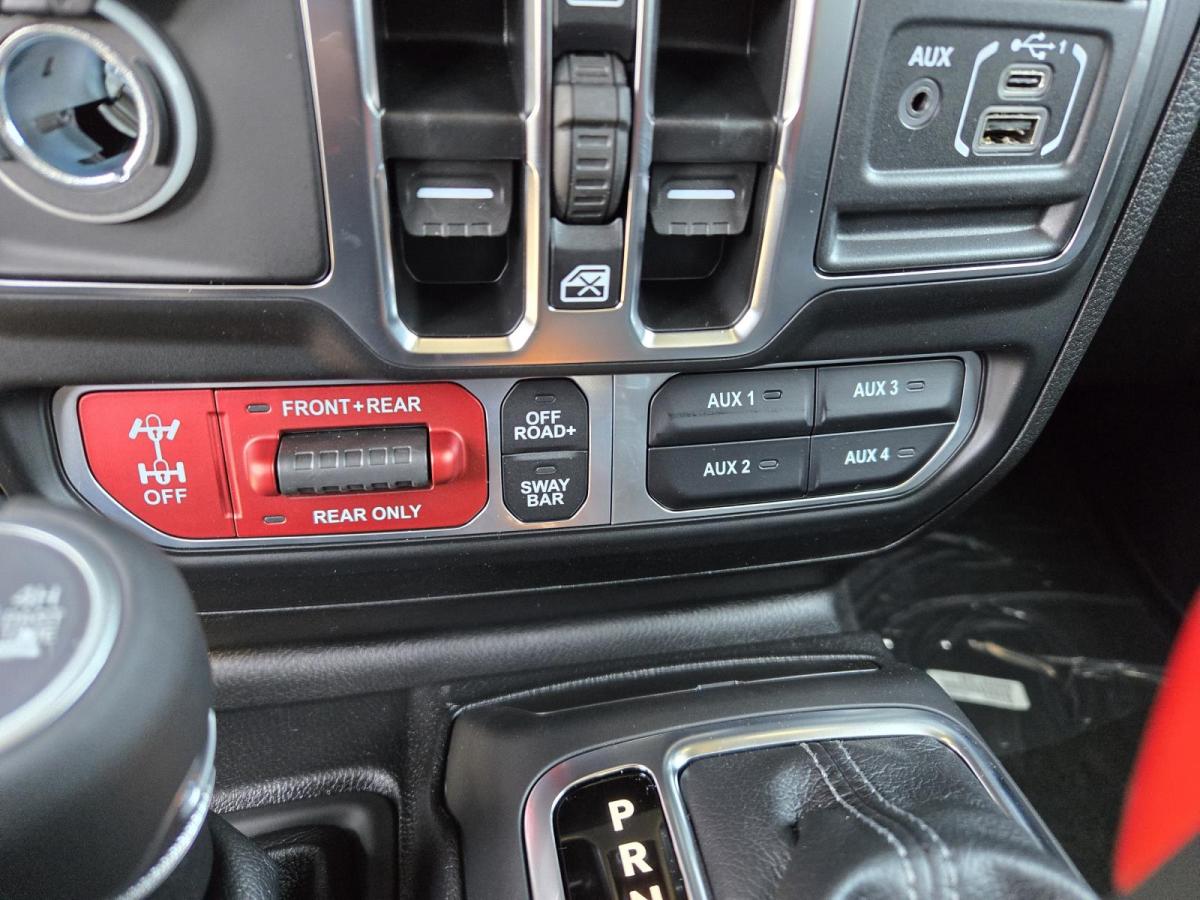 AUX
1
FRONT+REAR
OFF
REAR ONLY
OFF
ROAD+
SWAY
BAR
AUX 1
AUX 3
AUX 2
AUX 4
4H
P
R
N